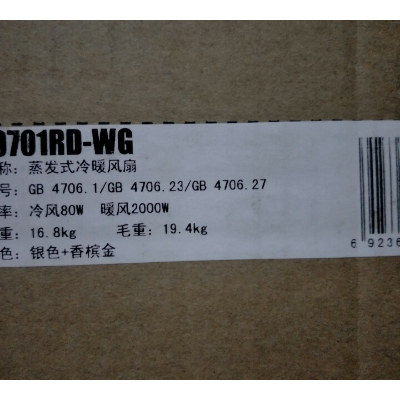 0701RD-WG
称: 蒸发式冷暖风扇
号: GB 4706.1/GB 4706.23/GB 4706.27
率: 冷风80W 暖风2000W
重: 16.8kg 毛重: 19.4kg
色: 银色+香槟金
6 9236